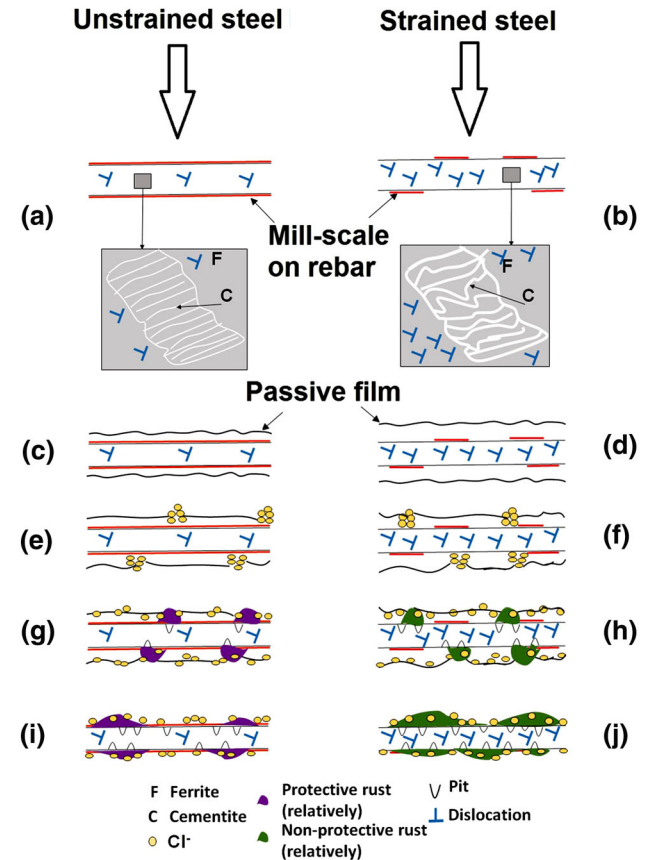 Unstrained steel
Strained steel
(a)
(b)
Mill-scale
on rebar
F
C
F
C
Passive film
(c)
(d)
(e)
(f)
(g)
(h)
(i)
(j)
F Ferrite
C Cementite
Cl-
Protective rust
(relatively)
Non-protective rust
(relatively)
Pit
Dislocation